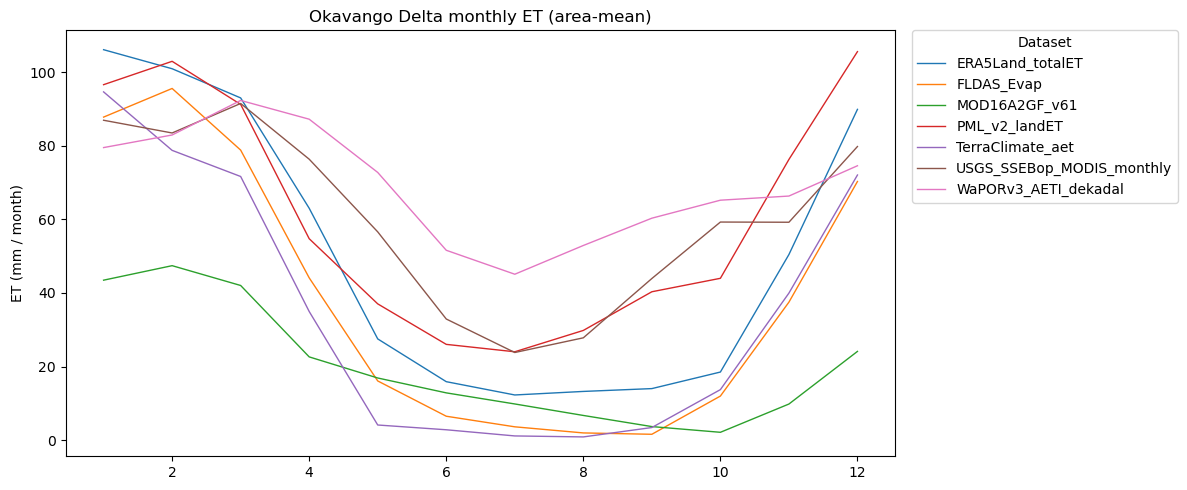 Okavango Delta monthly ET (area-mean)
ET (mm / month)
100
80
60
40
20
0
2
4
6
8
10
12
Dataset
ERA5Land_totalET
FLDAS_Evap
MOD16A2GF_v61
PML_v2_landET
TerraClimate_aet
USGS_SSEBop_MODIS_monthly
WaPORv3_AETI_dekadal